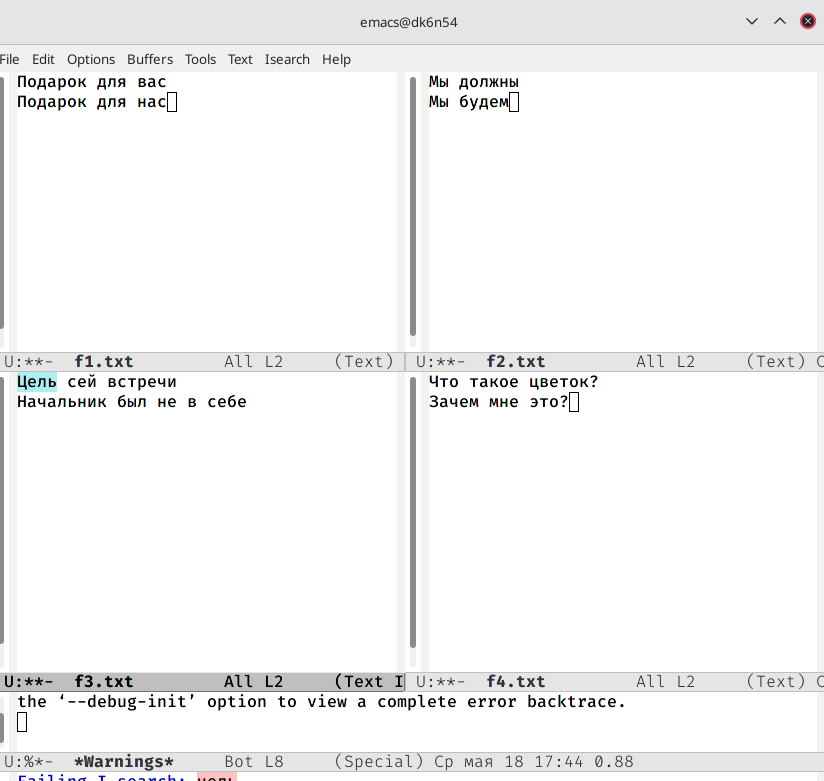 emacs@dk6n54
File Edit Options Buffers Tools Text Isearch Help
Подарок для вас
Подарок для нас
Мы должны
Мы будем
U:**- f1.txt All L2 (Text)
U:**- f2.txt All L2 (Text) C
Цель сей встречи
Начальник был не в себе
Что такое цветок?
Зачем мне это?
U:**- f3.txt All L2 (Text I
U:**- f4.txt All L2 (Text) C
the ‘--debug-init’ option to view a complete error backtrace.
U:%*- *Warnings* Bot L8 (Special) Ср мая 18 17:44 0.88
Failing I-search: цель